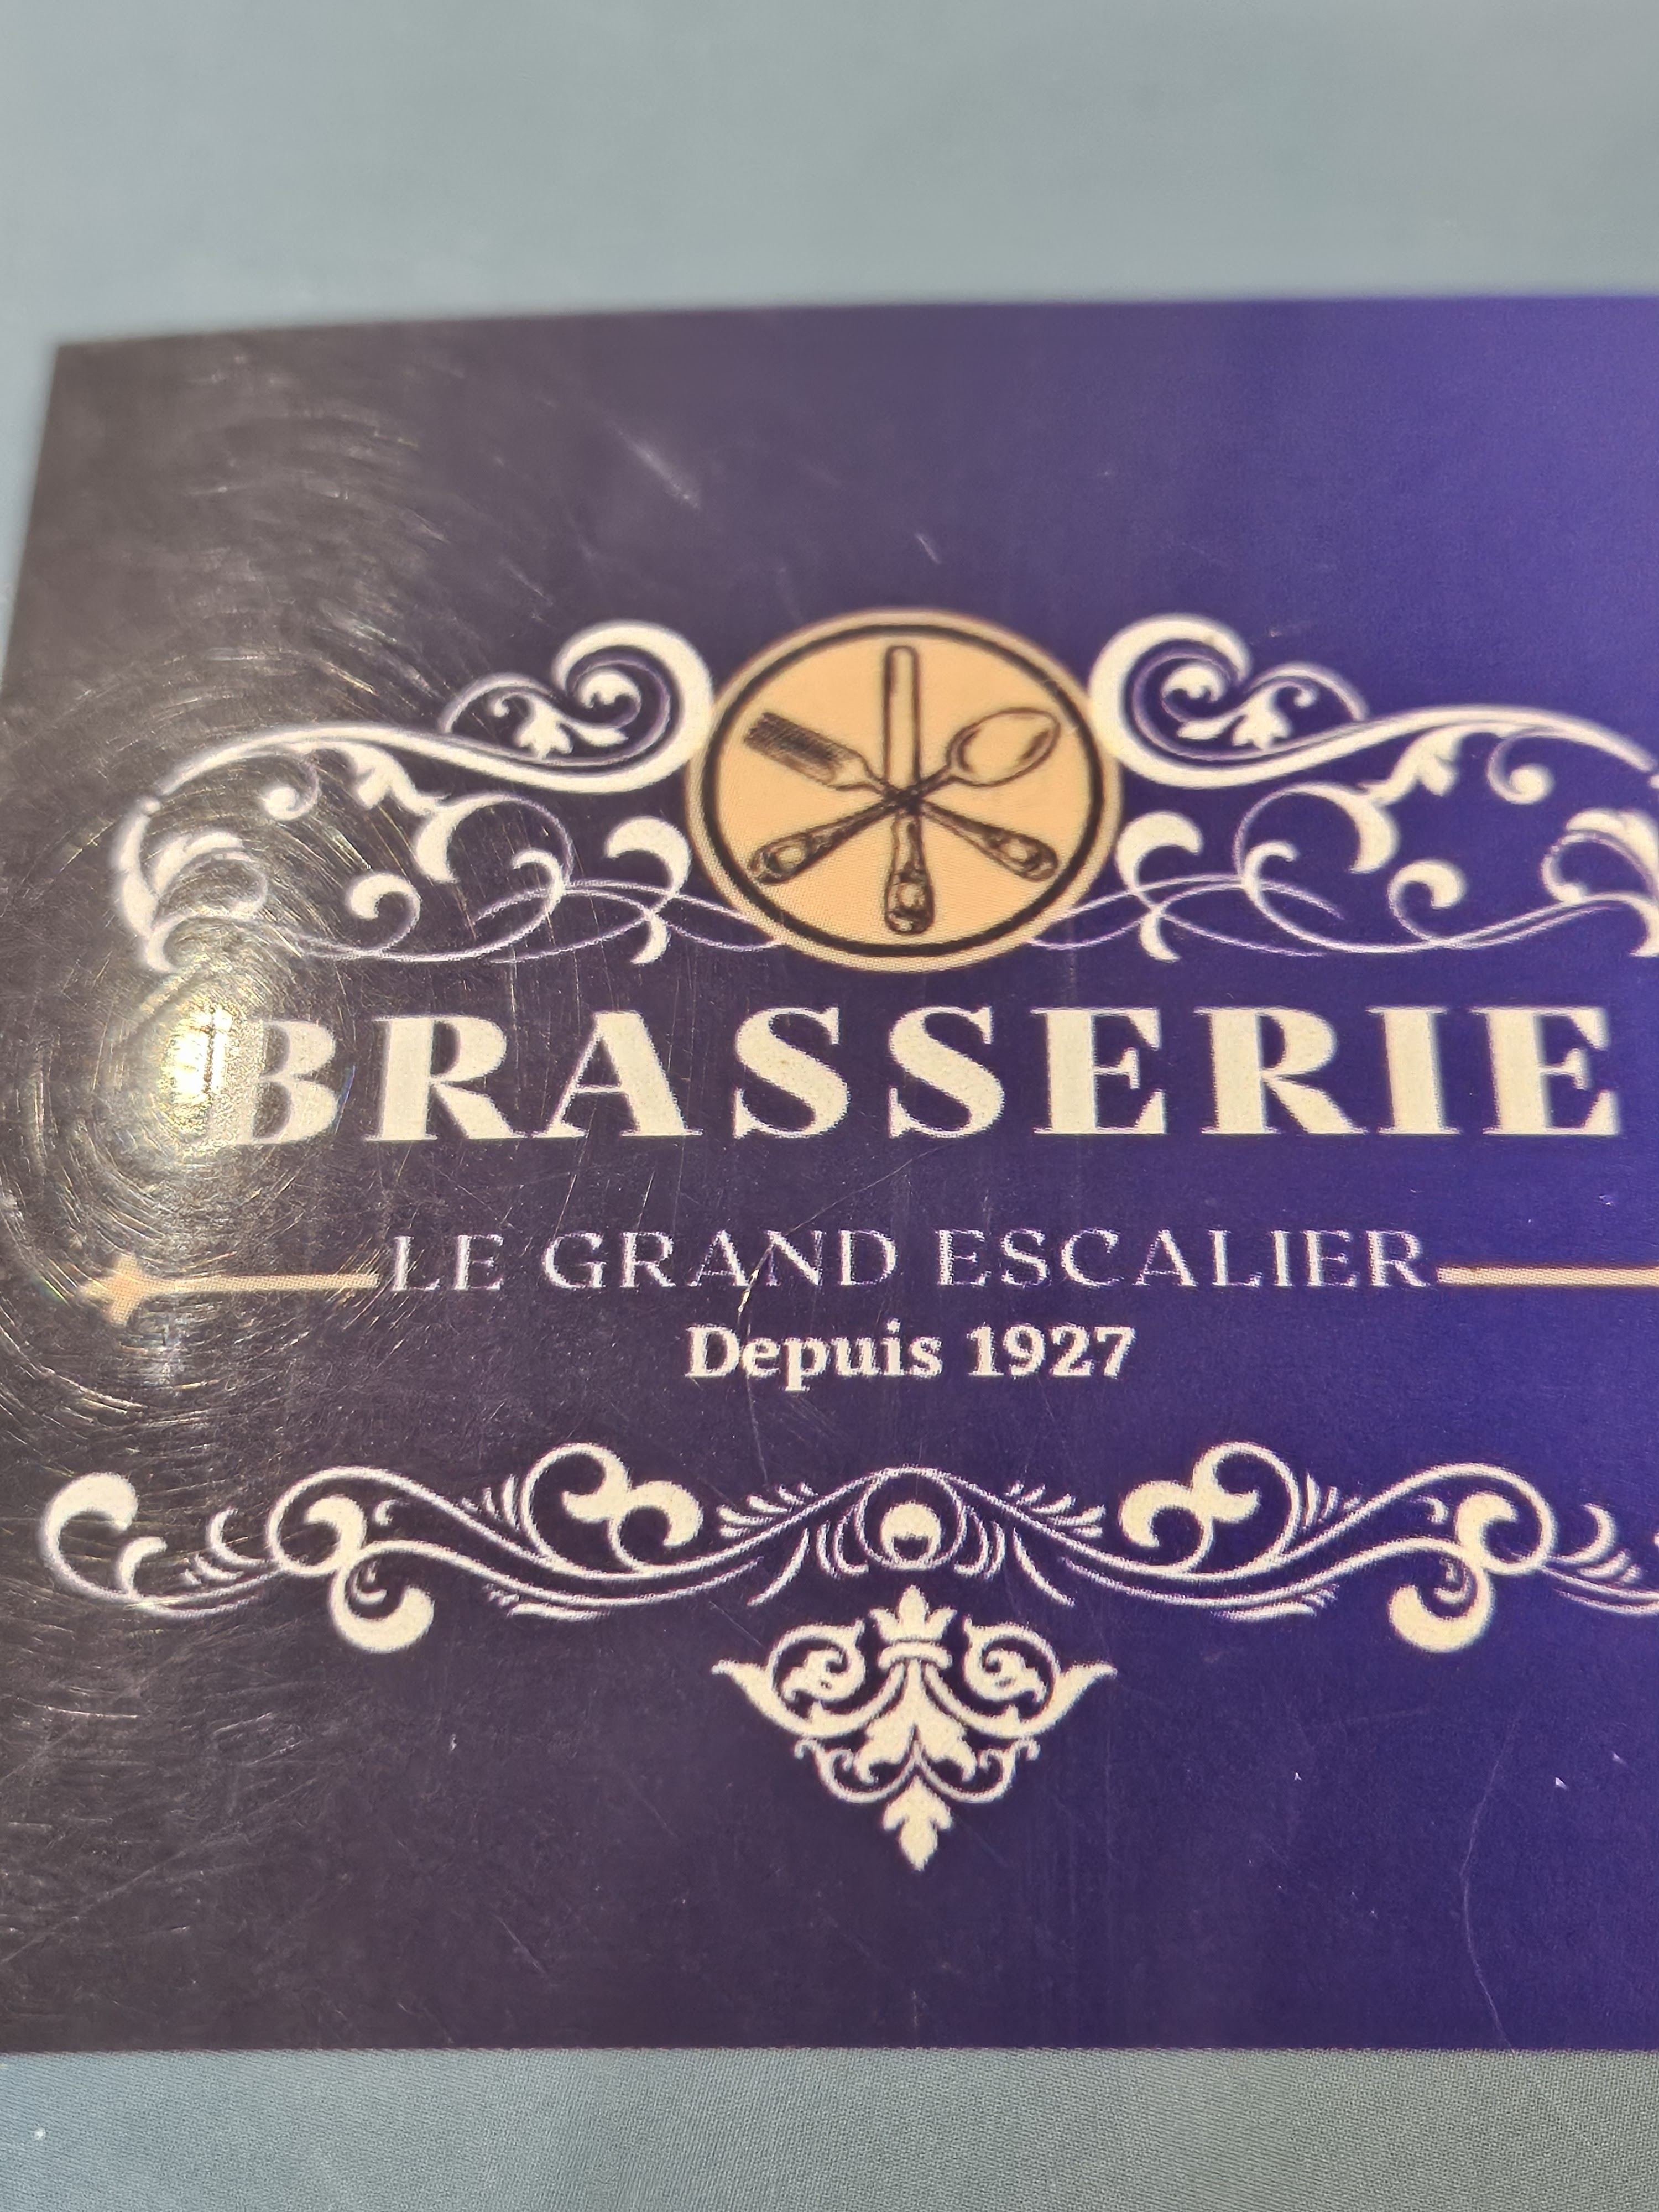 BRASSERIE
LE GRAND ESCALIER
Depuis 1927